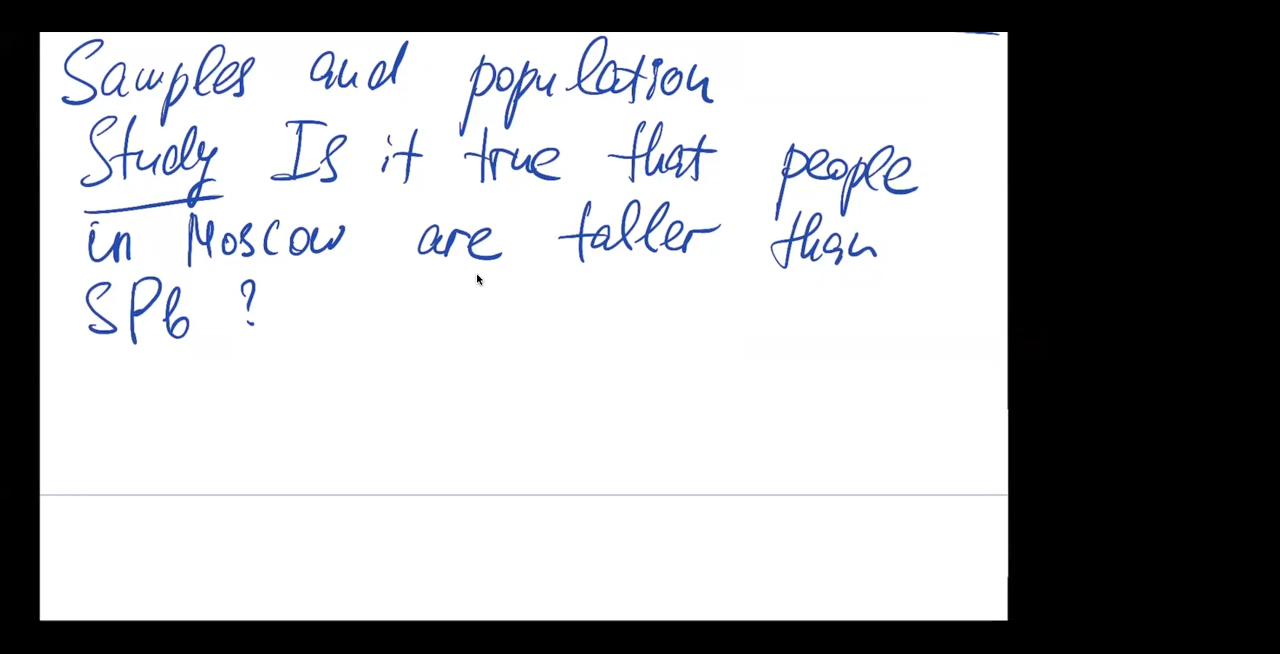 Samples and population
Study Is it true that people
in Moscow are taller than
SPb ?